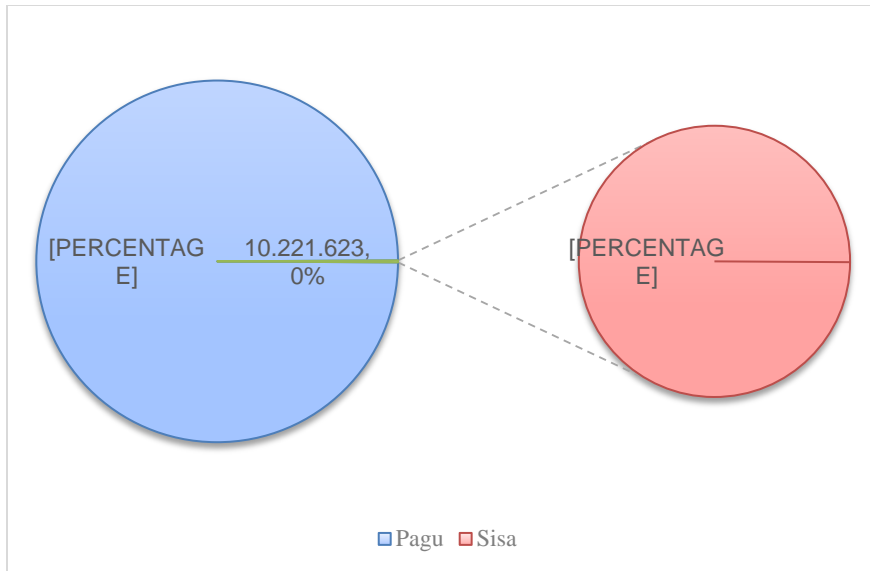 [PERCENTAG
E]
10.221.623,
0%
[PERCENTAG
E]
Pagu
Sisa